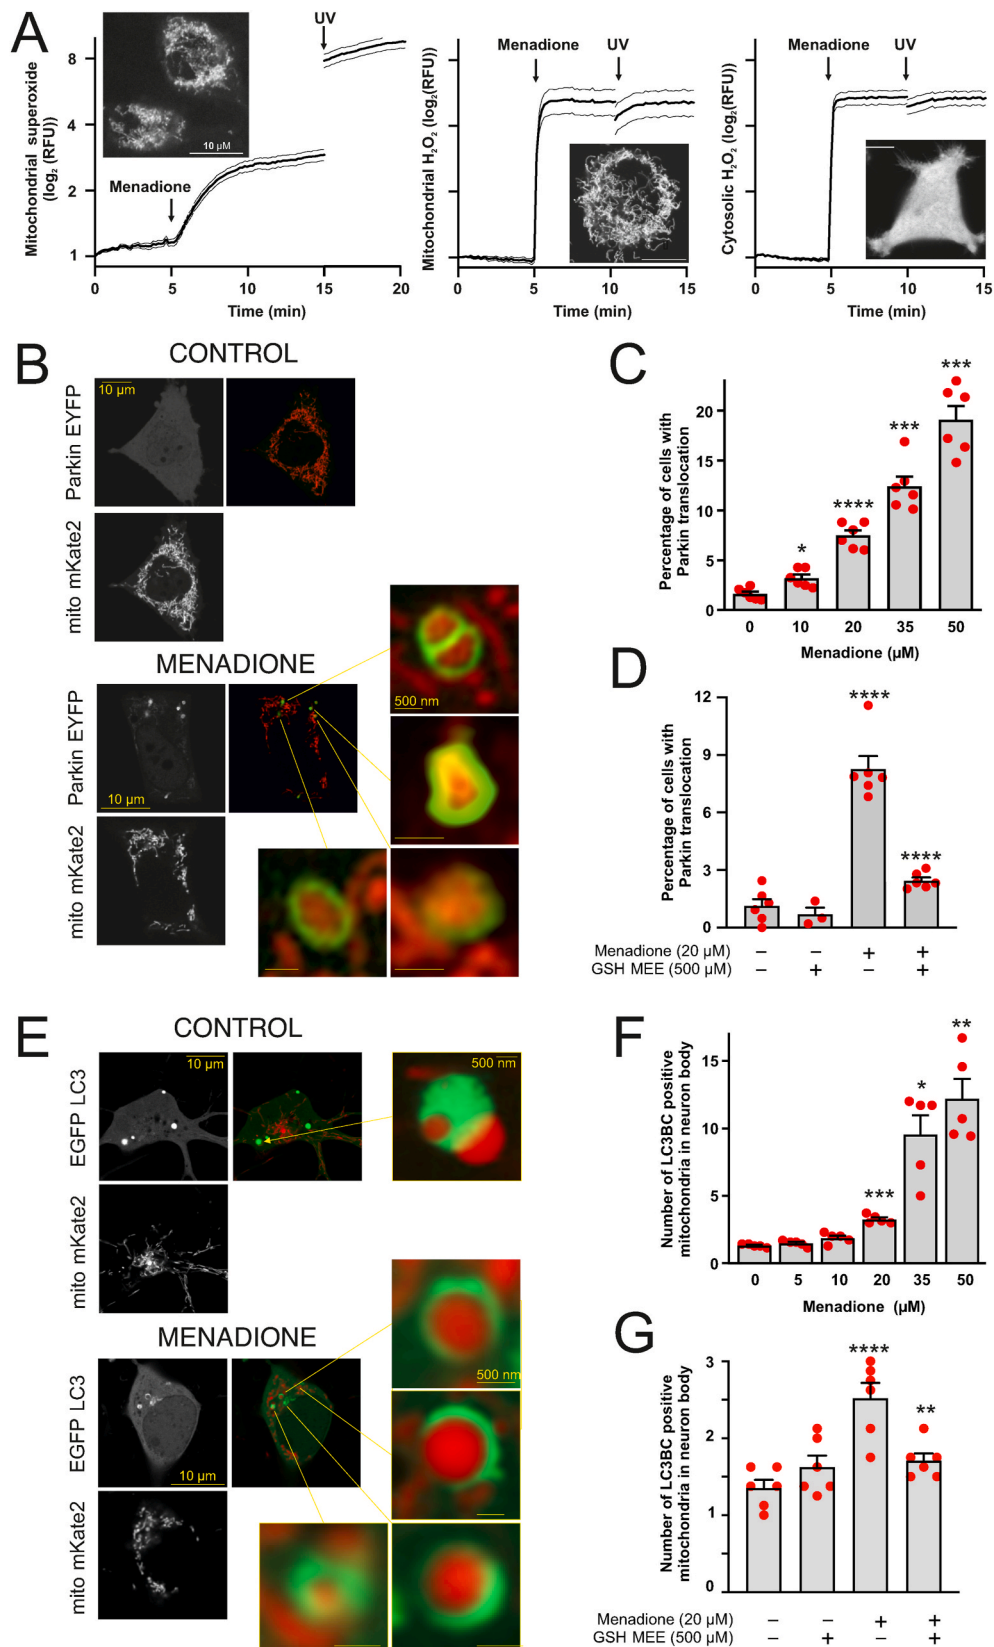 A
Mitochondrial superoxide
(log2 (RFU))
8
4
2
1
10 µM
Menadione
UV
0 5 10 15 20
Time (min)
Mitochondrial H2O2 (log2(RFU))
Menadione UV
0 5 10 15
Time (min)
Cytosolic H2O2 (log2(RFU))
Menadione UV
0 5 10 15
Time (min)
B
CONTROL
Parkin EYFP
10 µm
mito mKate2
MENADIONE
Parkin EYFP
10 µm
mito mKate2
500 nm
C
Percentage of cells with
Parkin translocation
20
15
10
5
0
*
****
***
***
0 10 20 35 50
Menadione (µM)
D
Percentage of cells with
Parkin translocation
12
9
6
3
0
****
****
Menadione (20 µM) – – + +
GSH MEE (500 µM) – + – +
E
CONTROL
EGFP LC3
10 µm
500 nm
mito mKate2
MENADIONE
EGFP LC3
10 µm
mito mKate2
500 nm
F
Number of LC3BC positive
mitochondria in neuron body
15
10
5
0
***
*
**
0 5 10 20 35 50
Menadione (µM)
G
Number of LC3BC positive
mitochondria in neuron body
3
2
1
0
****
**
Menadione (20 µM) – – + +
GSH MEE (500 µM) – + – +